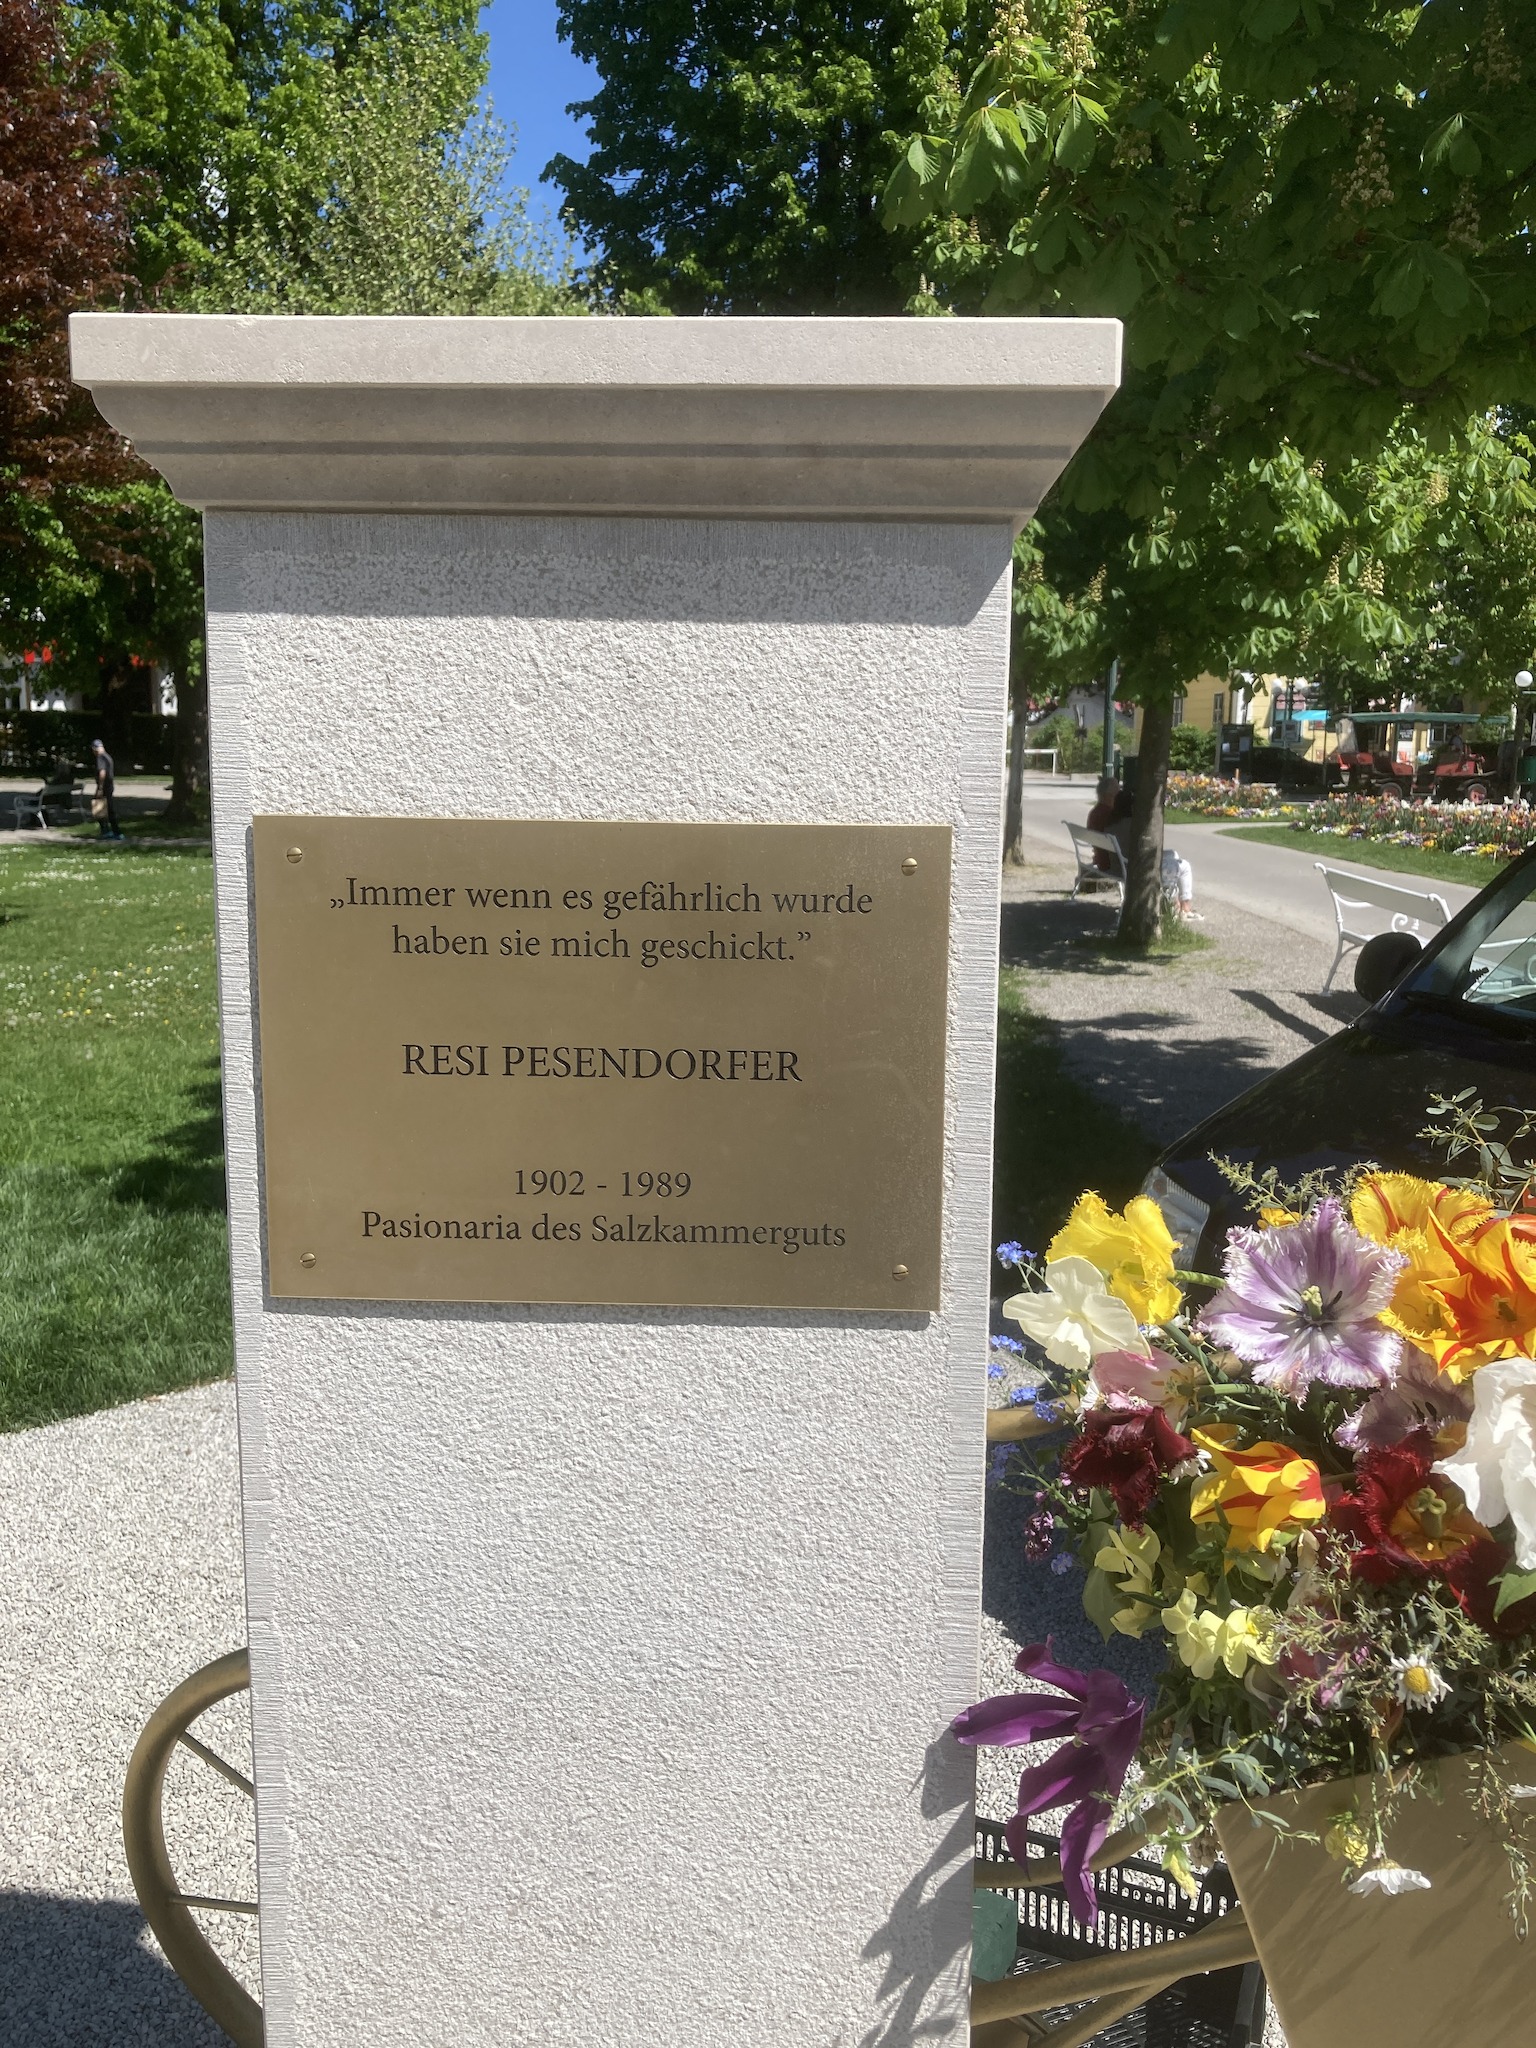 „Immer wenn es gefährlich wurde
haben sie mich geschickt.”
RESI PESENDORFER
1902 - 1989
Pasionaria des Salzkammerguts